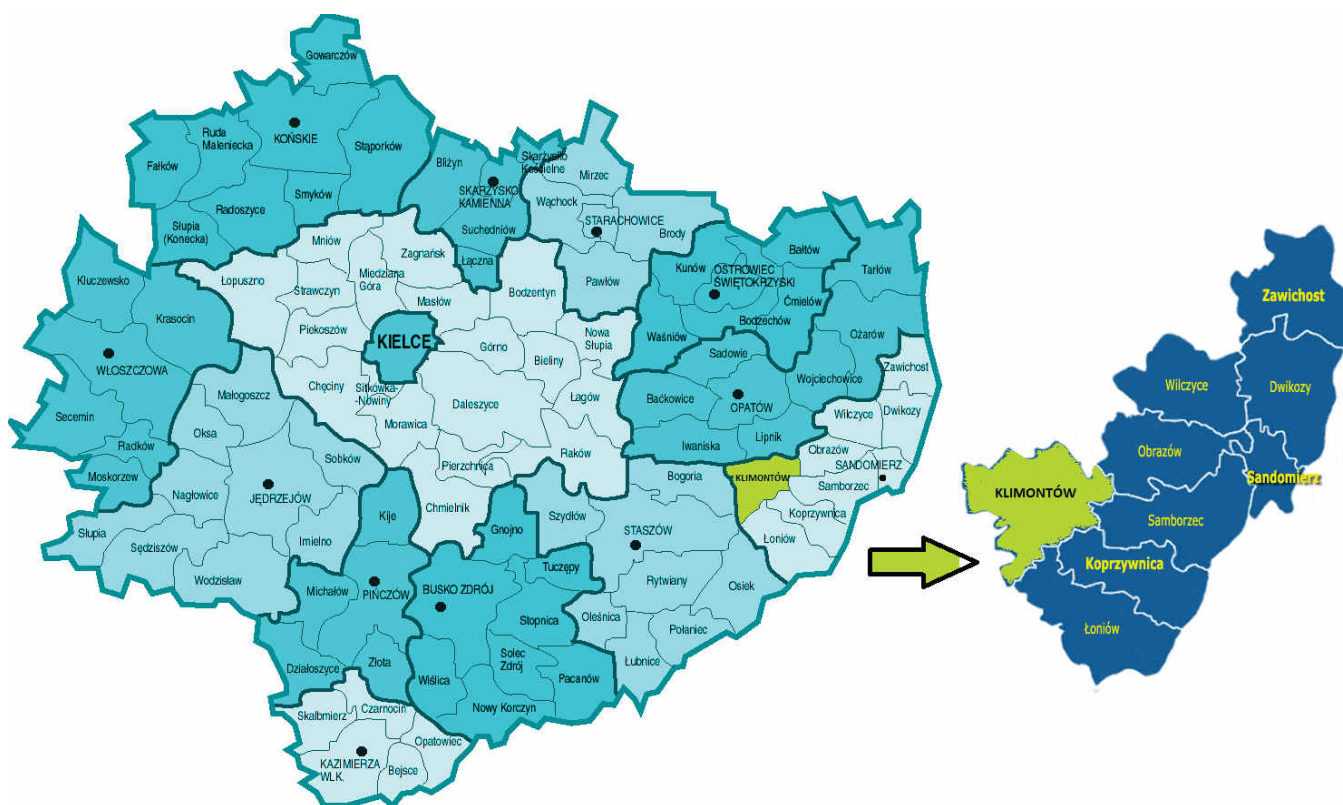 Gowarczów
Ruda
Maleniecka
KOŃSKIE
Stąporków
Fałków
Smyków
Radoszyce
Słupia
(Konecka)
Bliżyn
Skarżysko
Kościelne
SKARŻYSKO
KAMIENNA
Suchedniów
Łączna
Mirzec
Wąchock
STARACHOWICE
Brody
Pawłów
Mniów
Zagnańsk
Łopuszno
Strawczyn
Miedziana
Góra
Masłów
Bodzentyn
Piekoszów
KIELCE
Górno
Bieliny
Nowa
Słupia
Chęciny
Sitkówka-
-Nowiny
Daleszyce
Łagów
Morawica
Pierzchnica
Raków
Chmielnik
Kunów
OSTROWIEC
ŚWIĘTOKRZYSKI
Bałtów
Ćmielów
Bodzechów
Waśniów
Tarłów
Ożarów
Sadowie
Wojciechowice
Baćkowice
OPATÓW
Iwaniska
Lipnik
Zawichost
Dwikozy
Wilczyce
Obrazów
SANDOMIERZ
KLIMONTÓW
Samborzec
Koprzywnica
Łoniów
Kluczewsko
Krasocin
WŁOSZCZOWA
Secemin
Radków
Moskorzew
Małogoszcz
Oksa
Sobków
Nagłowice
JĘDRZEJÓW
Słupia
Sędziszów
Imielno
Wodzisław
Kije
Michałów
PIŃCZÓW
Działoszyce
Złota
Gnojno
BUSKO ZDRÓJ
Tuczępy
Stopnica
Solec
Zdrój
Wiślica
Pacanów
Nowy Korczyn
Bogoria
Szydłów
STASZÓW
Rytwiany
Osiek
Oleśnica
Połaniec
Łubnice
Skalbmierz
Czarnocin
Opatowiec
KAZIMIERZA
WLK.
Bejsce
Zawichost
Wilczyce
Dwikozy
Obrazów
Sandomierz
KLIMONTÓW
Samborzec
Koprzywnica
Łoniów